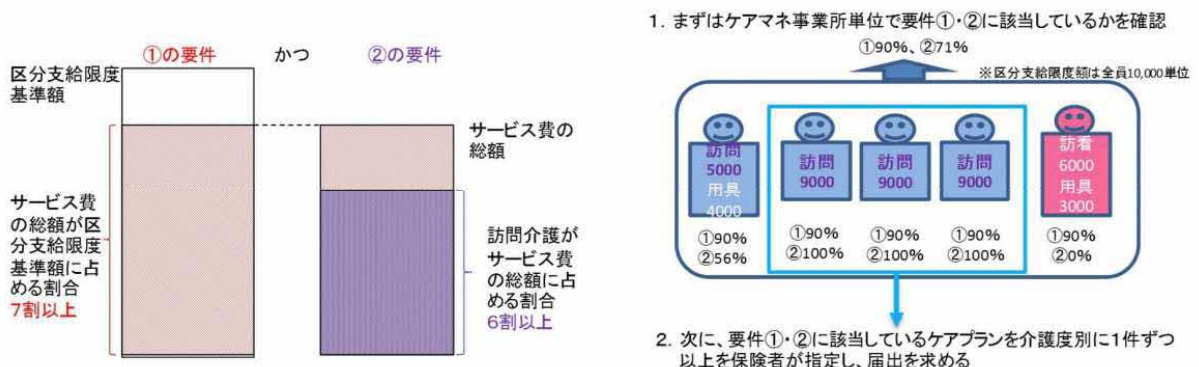 ①の要件
かつ
②の要件
区分支給限度
基準額
サービス費の
総額
サービス費
の総額が区
分支給限度
基準額に占
める割合
7割以上
訪問介護が
サービス費
の総額に占
める割合
6割以上
1. まずはケアマネ事業所単位で要件①・②に該当しているかを確認
①90%、②71%
※区分支給限度額は全員10,000単位
訪問
5000
用具
4000
①90%
②56%
訪問
9000
①90%
②100%
訪問
9000
①90%
②100%
訪問
9000
①90%
②100%
訪看
6000
用具
3000
①90%
②0%
2. 次に、要件①・②に該当しているケアプランを介護度別に1件ずつ
以上を保険者が指定し、届出を求める